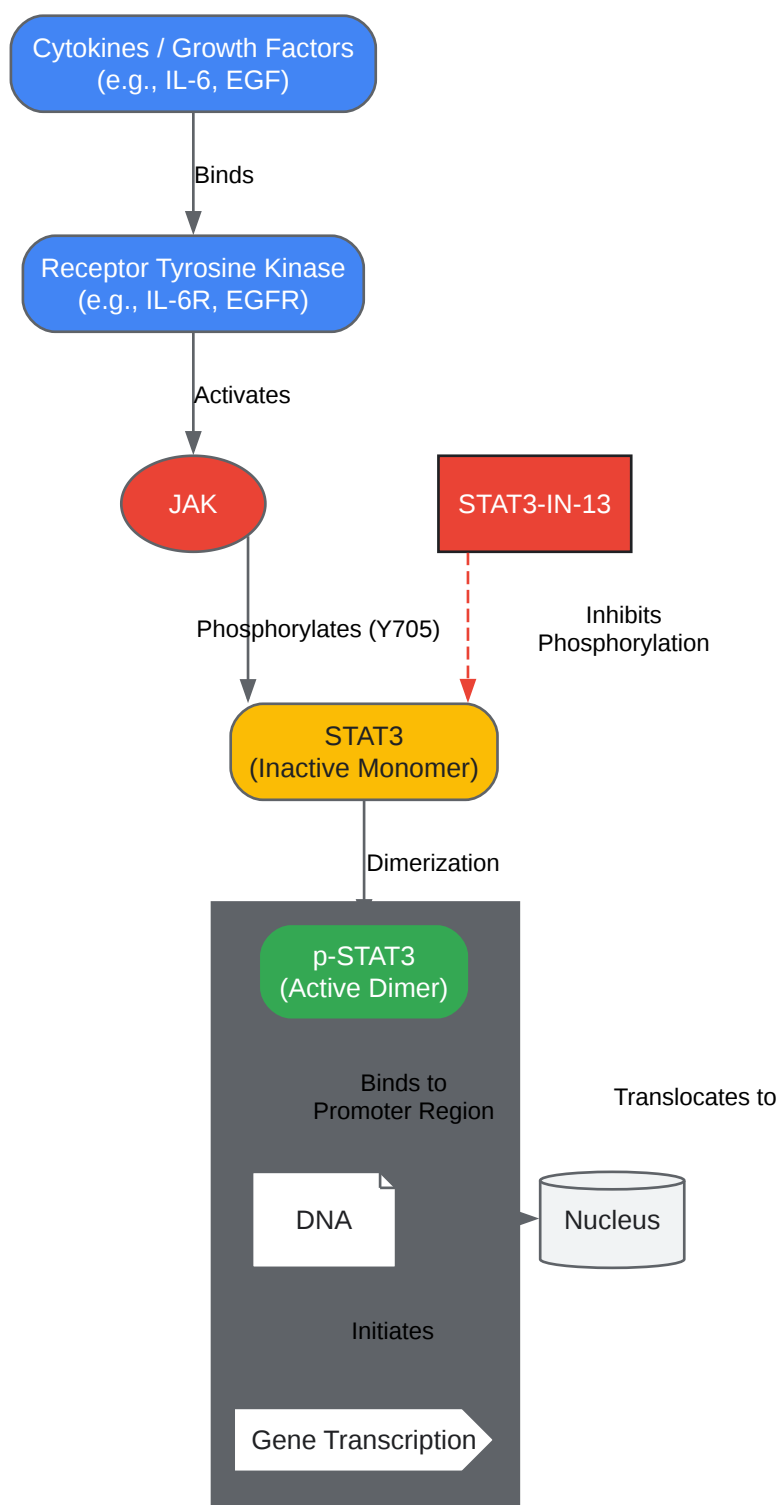 Cytokines / Growth Factors
(e.g., IL-6, EGF)
Binds
Receptor Tyrosine Kinase
(e.g., IL-6R, EGFR)
Activates
JAK
STAT3-IN-13
Phosphorylates (Y705)
Inhibits
Phosphorylation
STAT3
(Inactive Monomer)
Dimerization
p-STAT3
(Active Dimer)
Binds to
Promoter Region
Translocates to
DNA
Nucleus
Initiates
Gene Transcription